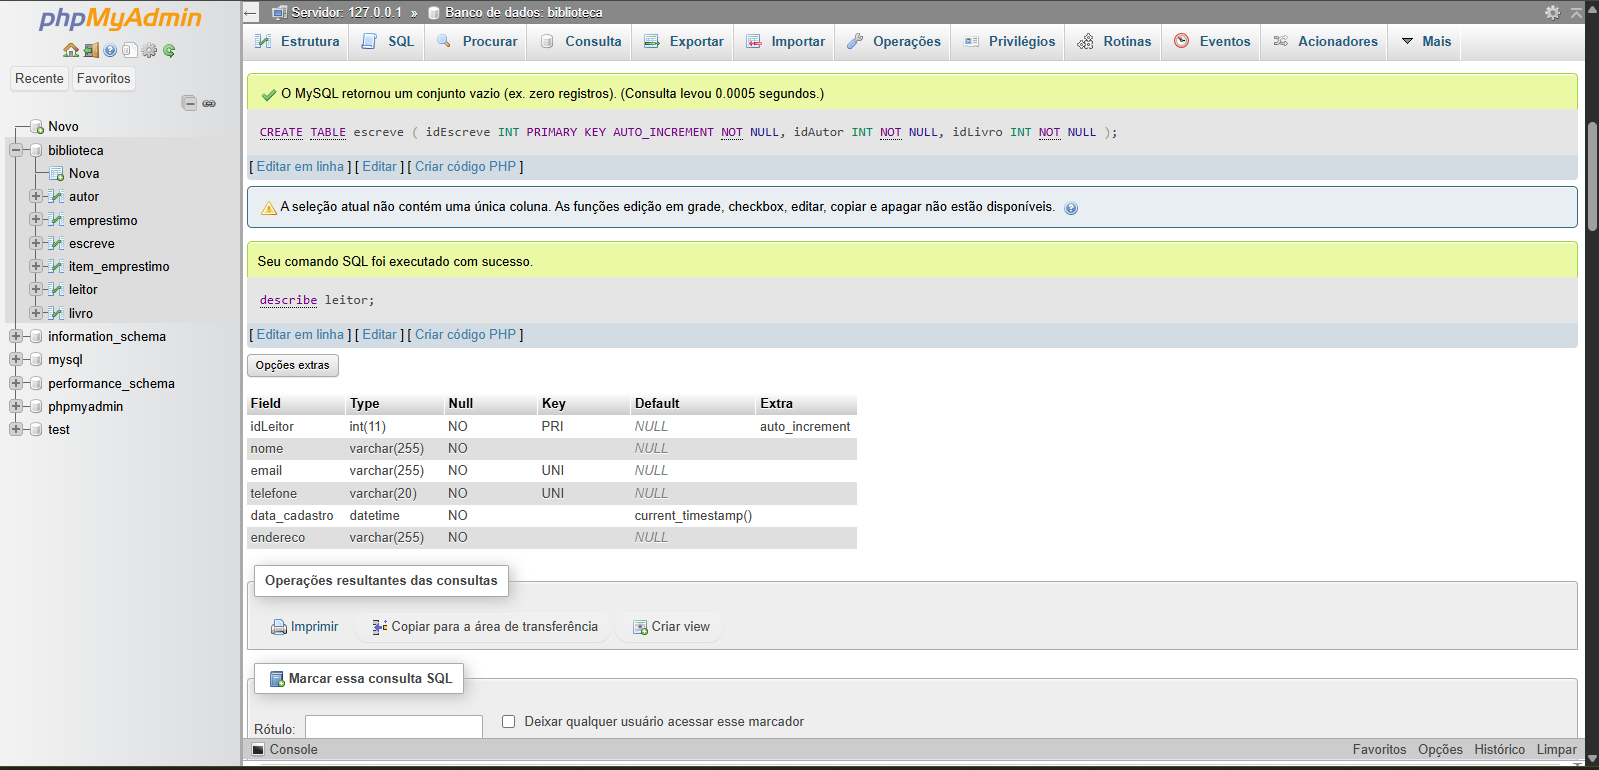 phpMyAdmin
Recente Favoritos
Novo
biblioteca
Nova
autor
emprestimo
escreve
item_emprestimo
leitor
livro
information_schema
mysql
performance_schema
phpmyadmin
test
Servidor: 127.0.0.1 » Banco de dados: biblioteca
Estrutura SQL Procurar Consulta Exportar Importar Operações Privilégios Rotinas Eventos Acionadores Mais
O MySQL retornou um conjunto vazio (ex. zero registros). (Consulta levou 0.0005 segundos.)
CREATE TABLE escreve ( idEscreve INT PRIMARY KEY AUTO_INCREMENT NOT NULL, idAutor INT NOT NULL, idLivro INT NOT NULL );
[ Editar em linha ] [ Editar ] [ Criar código PHP ]
A seleção atual não contém uma única coluna. As funções edição em grade, checkbox, editar, copiar e apagar não estão disponíveis.
Seu comando SQL foi executado com sucesso.
describe leitor;
[ Editar em linha ] [ Editar ] [ Criar código PHP ]
Opções extras
Field Type Null Key Default Extra
idLeitor int(11) NO PRI NULL auto_increment
nome varchar(255) NO NULL
email varchar(255) NO UNI NULL
telefone varchar(20) NO UNI NULL
data_cadastro datetime NO current_timestamp()
endereco varchar(255) NO NULL
Operações resultantes das consultas
Imprimir Copiar para a área de transferência Criar view
Marcar essa consulta SQL
Rótulo: Deixar qualquer usuário acessar esse marcador
Console Favoritos Opções Histórico Limpar